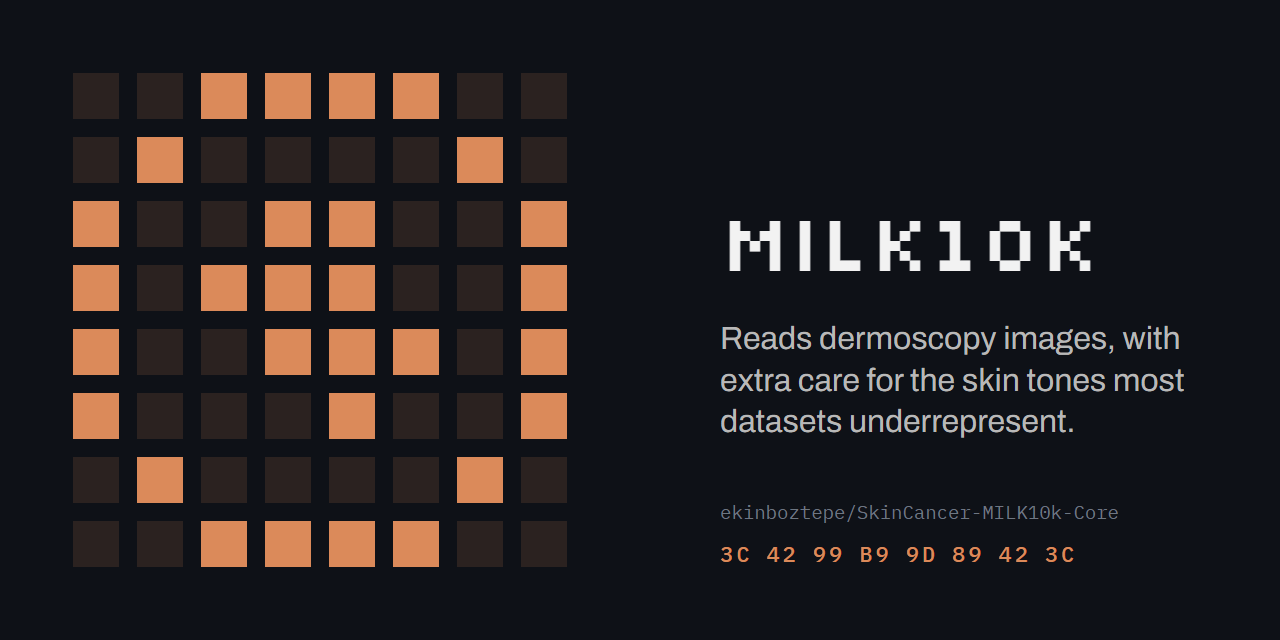 MILK10K
Reads dermoscopy images, with
extra care for the skin tones most
datasets underrepresent.
ekinboztepe/SkinCancer-MILK10k-Core
3C 42 99 B9 9D 89 42 3C